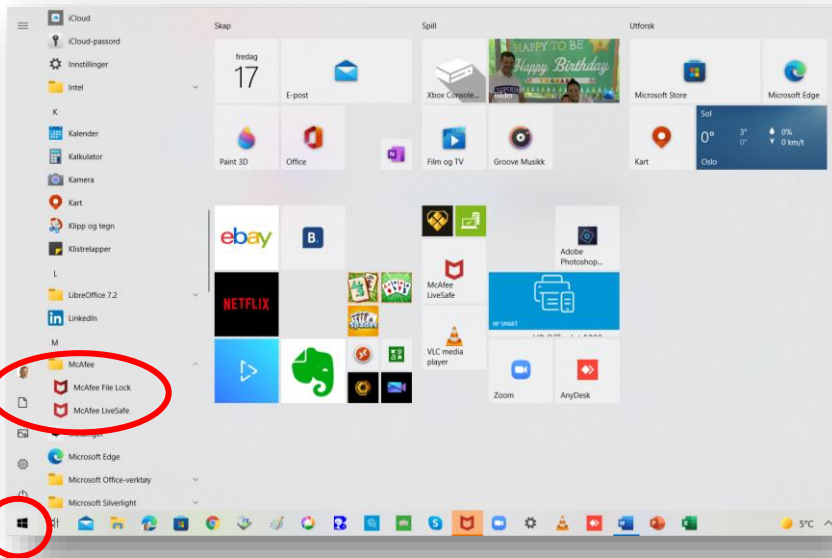 iCloud
iCloud-passord
Innstillinger
Intel
K
Kalender
Kalkulator
Kamera
Kart
Klipp og tegn
Klistrelapper
L
LibreOffice 7.2
LinkedIn
M
McAfee
McAfee File Lock
McAfee LiveSafe
Microsoft Edge
Microsoft Office-verktøy
Microsoft Silverlight
Skap
fredag
17
E-post
Paint 3D
Office
ebay
B.
NETFLIX
Spill
Xbox Console...
HAPPY TO BE
Happy Birthday
Bilder
Film og TV
Groove Musikk
McAfee
LiveSafe
Adobe
Photoshop...
HP SMART
VLC media
player
Zoom
AnyDesk
Utforsk
Microsoft Store
Microsoft Edge
Kart
Sol
0°
3°
0°
0%
0 km/t
Oslo
5°C